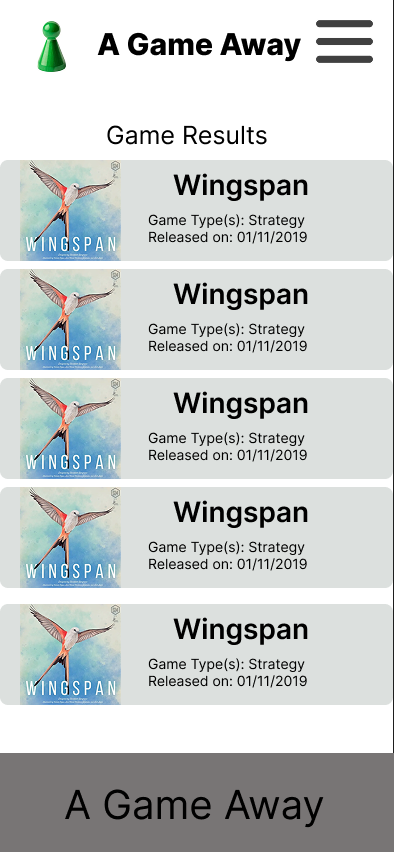 A Game Away
Game Results
Wingspan
Game Type(s): Strategy
Released on: 01/11/2019
WINGSPAN
Wingspan
Game Type(s): Strategy
Released on: 01/11/2019
WINGSPAN
Wingspan
Game Type(s): Strategy
Released on: 01/11/2019
WINGSPAN
Wingspan
Game Type(s): Strategy
Released on: 01/11/2019
WINGSPAN
Wingspan
Game Type(s): Strategy
Released on: 01/11/2019
WINGSPAN
A Game Away